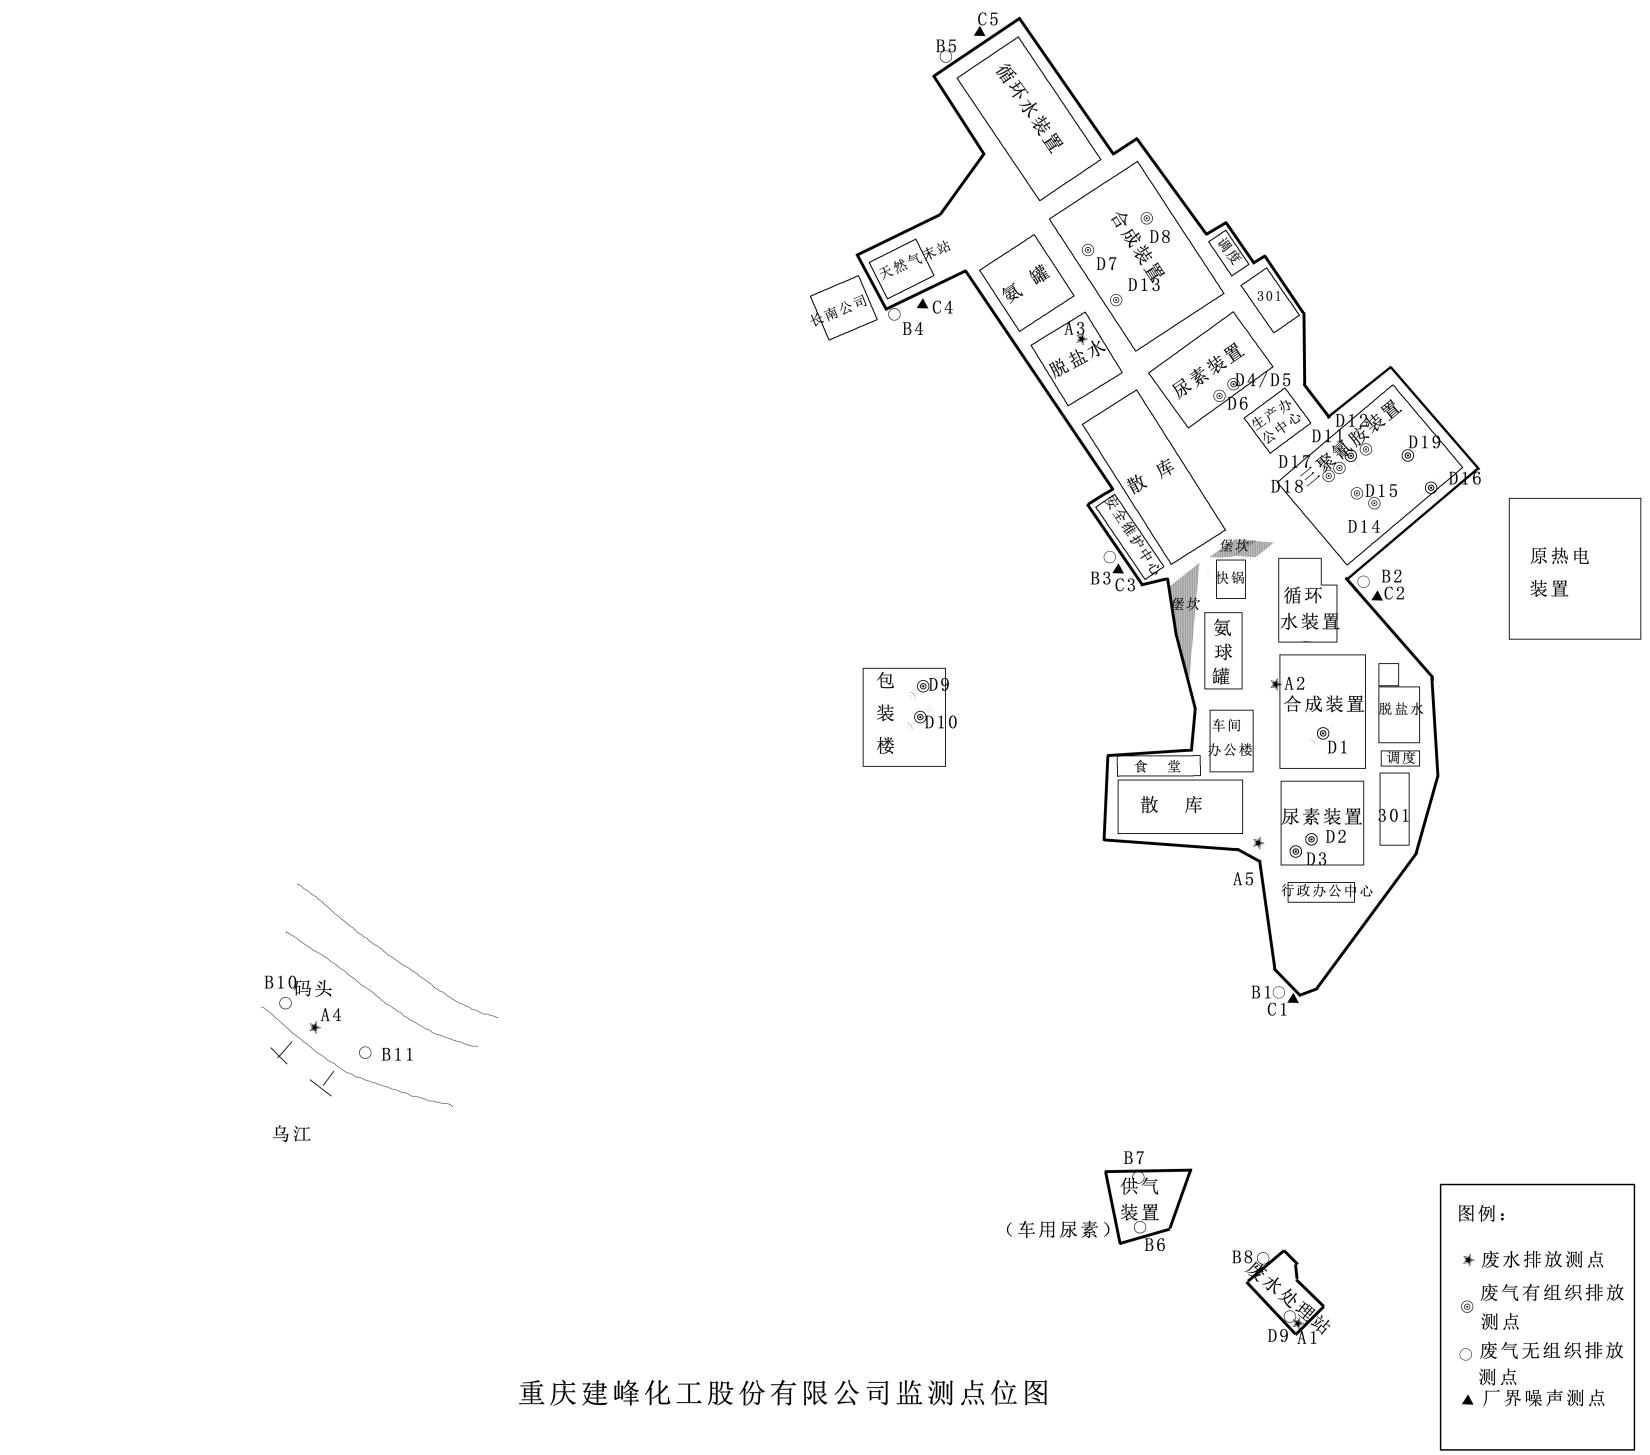 C5
B5
循环水装置
合成装置
D8
D7
D13
调度
301
天然气末站
长南公司
C4
B4
氨 罐
A3
脱盐水
尿素装置
D4/D5
D6
生产办
公中心
D12
D11
D17
D18
三聚氰胺装置
D19
D16
D15
D14
散 库
安全维护中心
B3
C3
堡坎
堡坎
快锅
循环
水装置
B2
C2
原热电
装置
氨
球
罐
A2
合成装置
D1
脱盐水
包
装
楼
D9
D10
车间
办公楼
调度
食 堂
散 库
尿素装置
D2
D3
301
A5
行政办公中心
B1
C1
B10
码头
A4
B11
乌江
B7
供气
装置
(车用尿素)
B6
B8
废水处理站
D9
A1
图例:
废水排放测点
废气有组织排放
测点
废气无组织排放
测点
厂界噪声测点
重庆建峰化工股份有限公司监测点位图